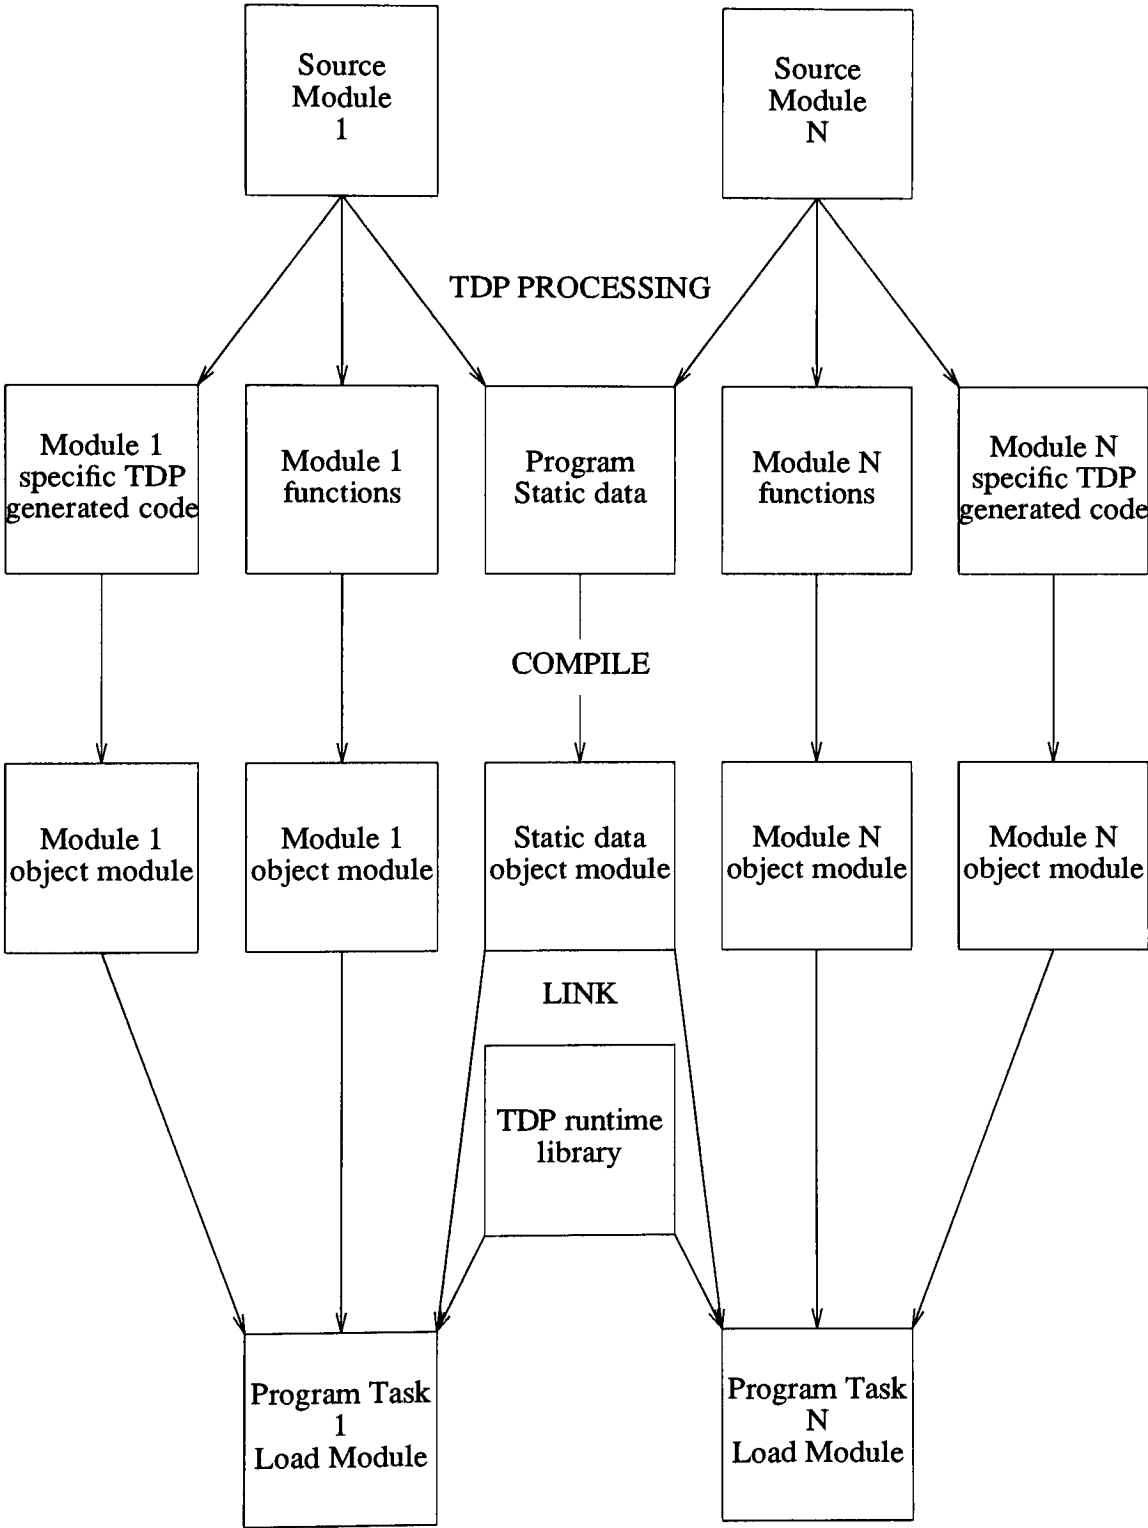 Source
Module
1
Source
Module
N
TDP PROCESSING
Module 1
specific TDP
generated code
Module 1
functions
Program
Static data
Module N
functions
Module N
specific TDP
generated code
COMPILE
Module 1
object module
Module 1
object module
Static data
object module
Module N
object module
Module N
object module
LINK
TDP runtime
library
Program Task
1
Load Module
Program Task
N
Load Module